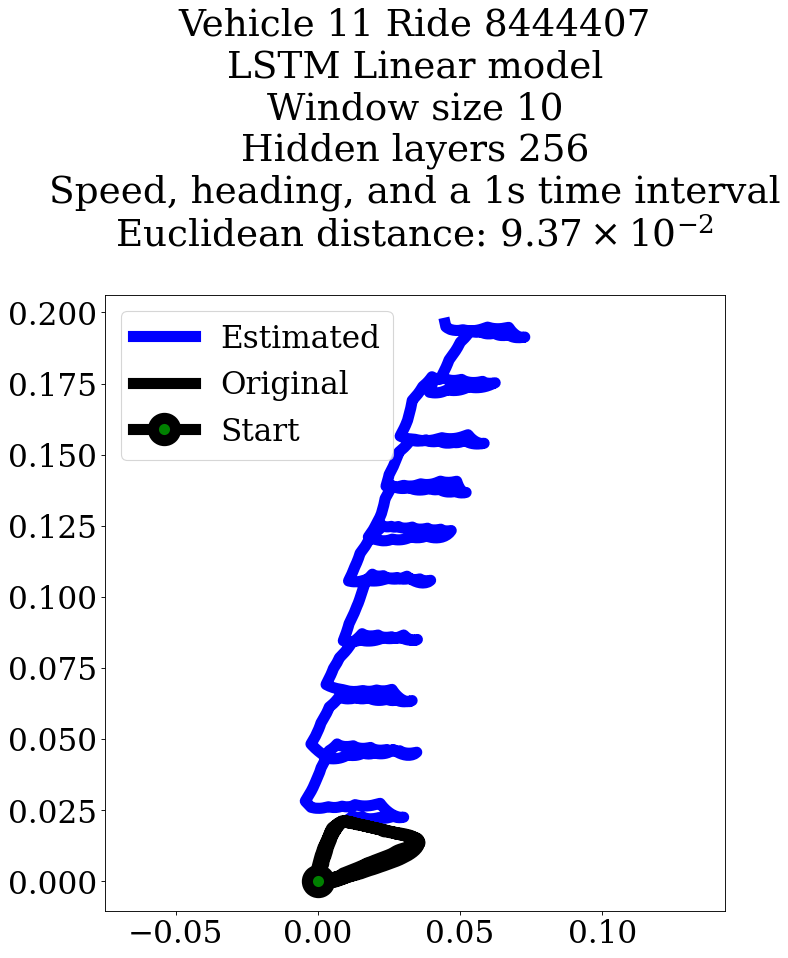 Vehicle 11 Ride 8444407
LSTM Linear model
Window size 10
Hidden layers 256
Speed, heading, and a 1s time interval
Euclidean distance: 9.37 × 10⁻²
Estimated
Original
Start
0.200
0.175
0.150
0.125
0.100
0.075
0.050
0.025
0.000
−0.05 0.00 0.05 0.10